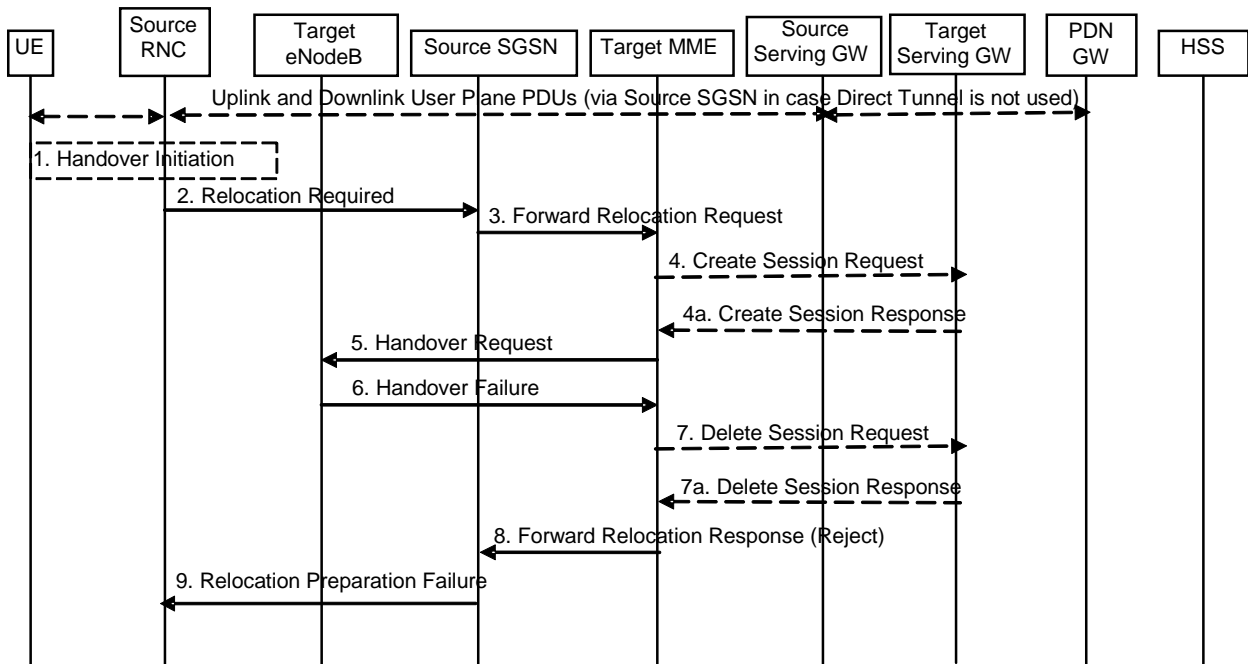 UE
Source
RNC
Target
eNodeB
Source SGSN
Target MME
Source
Serving GW
Target
Serving GW
PDN
GW
HSS
Uplink and Downlink User Plane PDUs (via Source SGSN in case Direct Tunnel is not used)
1. Handover Initiation
2. Relocation Required
3. Forward Relocation Request
4. Create Session Request
4a. Create Session Response
5. Handover Request
6. Handover Failure
7. Delete Session Request
7a. Delete Session Response
8. Forward Relocation Response (Reject)
9. Relocation Preparation Failure